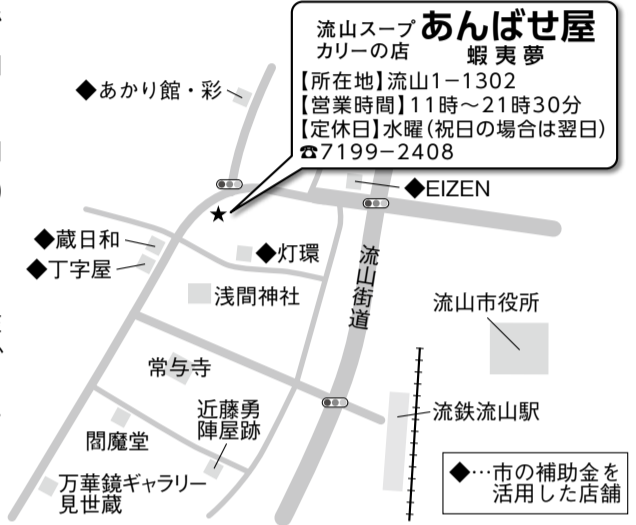 流山スープ
カリーの店
あんばせ屋
蝦夷夢
【所在地】流山1−1302
【営業時間】11時〜21時30分
【定休日】水曜(祝日の場合は翌日)
☎7199−2408
◆あかり館・彩
◆EIZEN
★
◆蔵日和
◆丁字屋
◆灯環
浅間神社
流山街道
流山市役所
常与寺
近藤勇
陣屋跡
流鉄流山駅
閻魔堂
万華鏡ギャラリー
見世蔵
◆…市の補助金を
活用した店舗